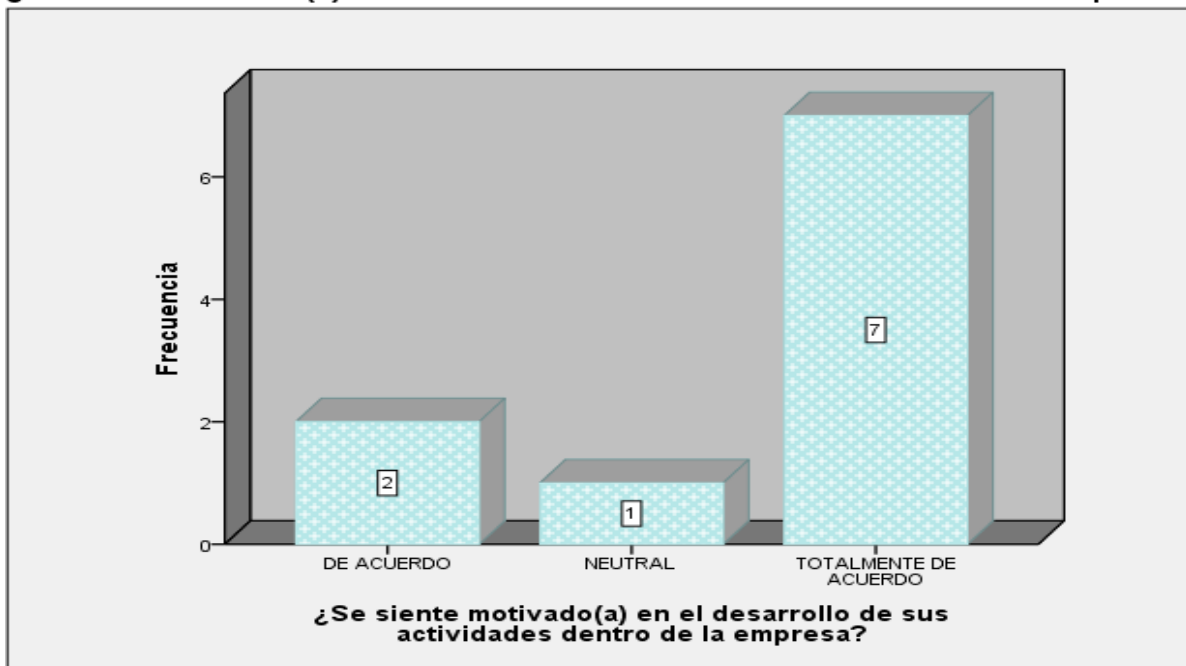 6
4
2
0
Frecuencia
2
1
7
DE ACUERDO
NEUTRAL
TOTALMENTE DE
ACUERDO
¿Se siente motivado(a) en el desarrollo de sus
actividades dentro de la empresa?